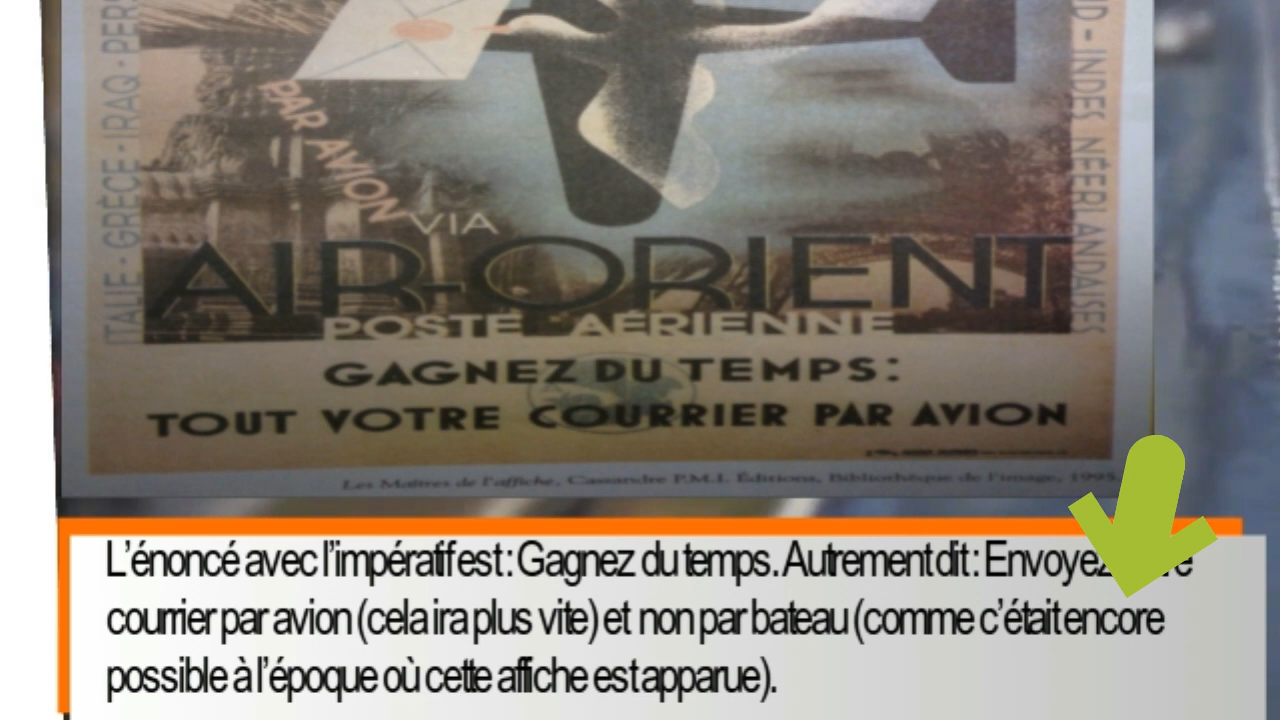 ITALIE - GRÈCE - IRAQ - PERS
UD - INDES NÉERLANDAISES
PAR AVION
VIA
AIR-ORIENT
POSTE AÉRIENNE
GAGNEZ DU TEMPS:
TOUT VOTRE COURRIER PAR AVION
Les Maîtres de l'affiche, Cassandre P.M.I. Éditions, Bibliothèque de l'image, 1995.
L'énoncé avec l'impératif est : Gagnez du temps. Autrement dit : Envoyez
courrier par avion (cela ira plus vite) et non par bateau (comme c'était encore
possible à l'époque où cette affiche est apparue).